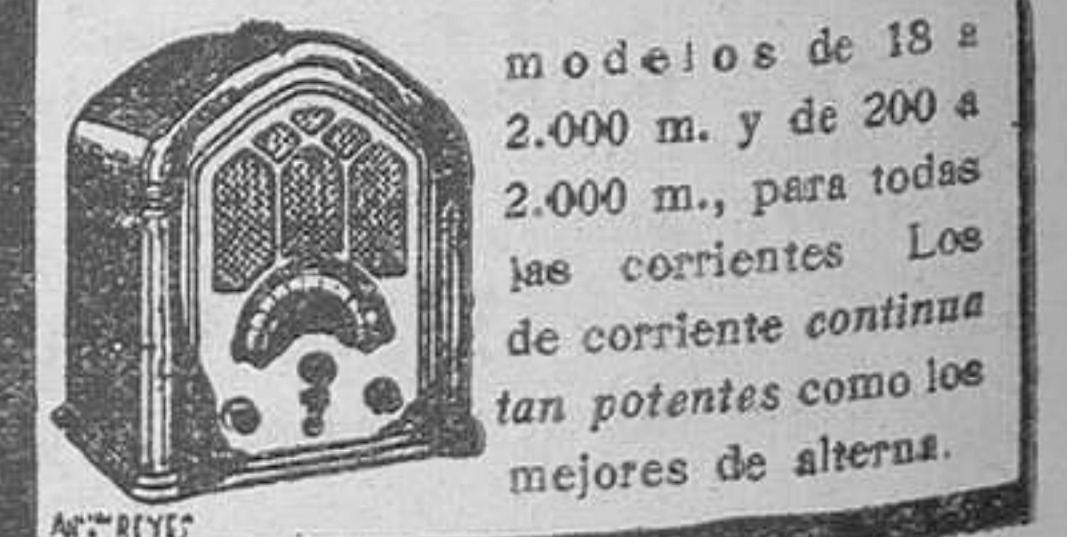 modelos de 18 a
2.000 m. y de 200 a
2.000 m., para todas
las corrientes Los
de corriente continua
tan potentes como los
mejores de alterna.
REYES